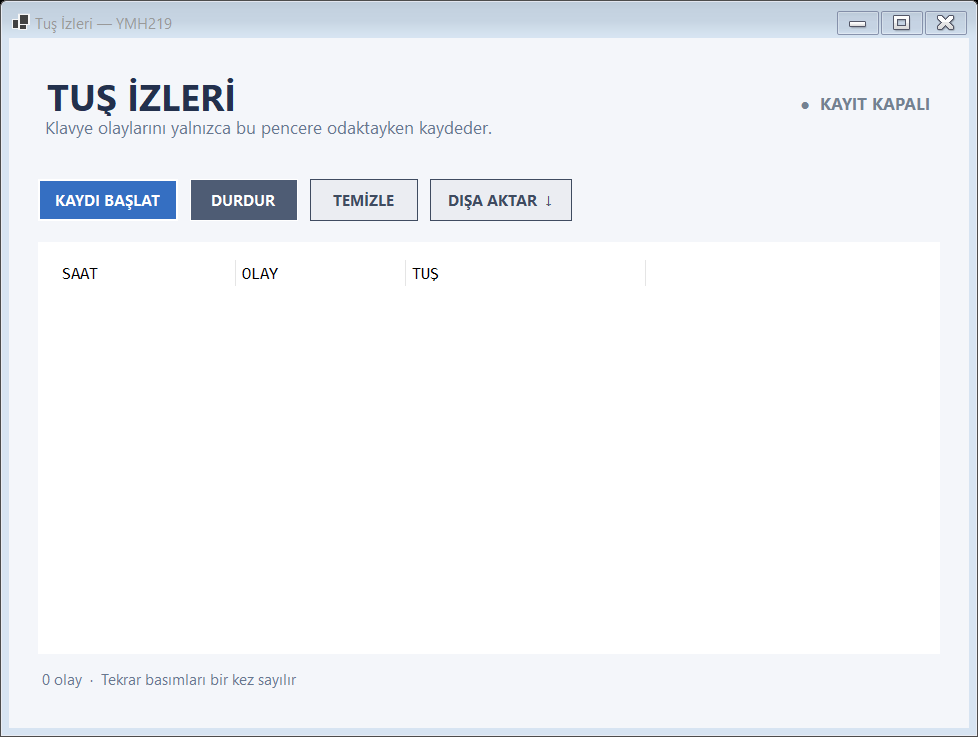 Tuş İzleri — YMH219
TUŞ İZLERİ
● KAYIT KAPALI
Klavye olaylarını yalnızca bu pencere odaktayken kaydeder.
KAYDI BAŞLAT DURDUR TEMİZLE DIŞA AKTAR ↓
SAAT OLAY TUŞ
0 olay · Tekrar basımları bir kez sayılır